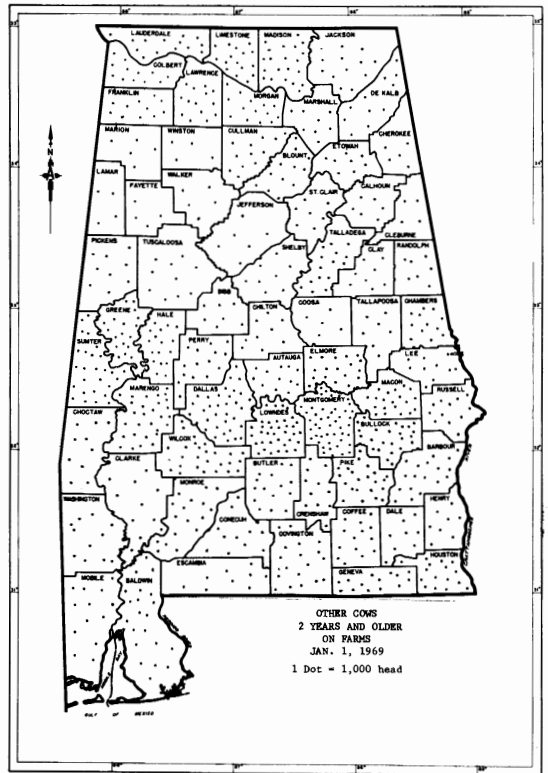 LAUDERDALE
LIMESTONE
MADISON
JACKSON
COLBERT
LAWRENCE
FRANKLIN
MORGAN
MARSHALL
DE KALB
MARION
WINSTON
CULLMAN
CHEROKEE
ETOWAH
BLOUNT
LAMAR
WALKER
FAYETTE
ST. CLAIR
CALHOUN
JEFFERSON
TALLADEGA
CLEBURNE
PICKENS
TUSCALOOSA
SHELBY
CLAY
RANDOLPH
BIBB
GREENE
HALE
CHILTON
COOSA
TALLAPOOSA
CHAMBERS
SUMTER
PERRY
AUTAUGA
ELMORE
LEE
MARENGO
DALLAS
MACON
RUSSELL
CHOCTAW
LOWNDES
MONTGOMERY
BULLOCK
WILCOX
BARBOUR
CLARKE
BUTLER
PIKE
MONROE
WASHINGTON
CRENSHAW
COFFEE
DALE
HENRY
CONECUH
COVINGTON
ESCAMBIA
GENEVA
HOUSTON
MOBILE
BALDWIN
OTHER COWS
2 YEARS AND OLDER
ON FARMS
JAN. 1, 1969
1 Dot = 1,000 head
GULF OF MEXICO